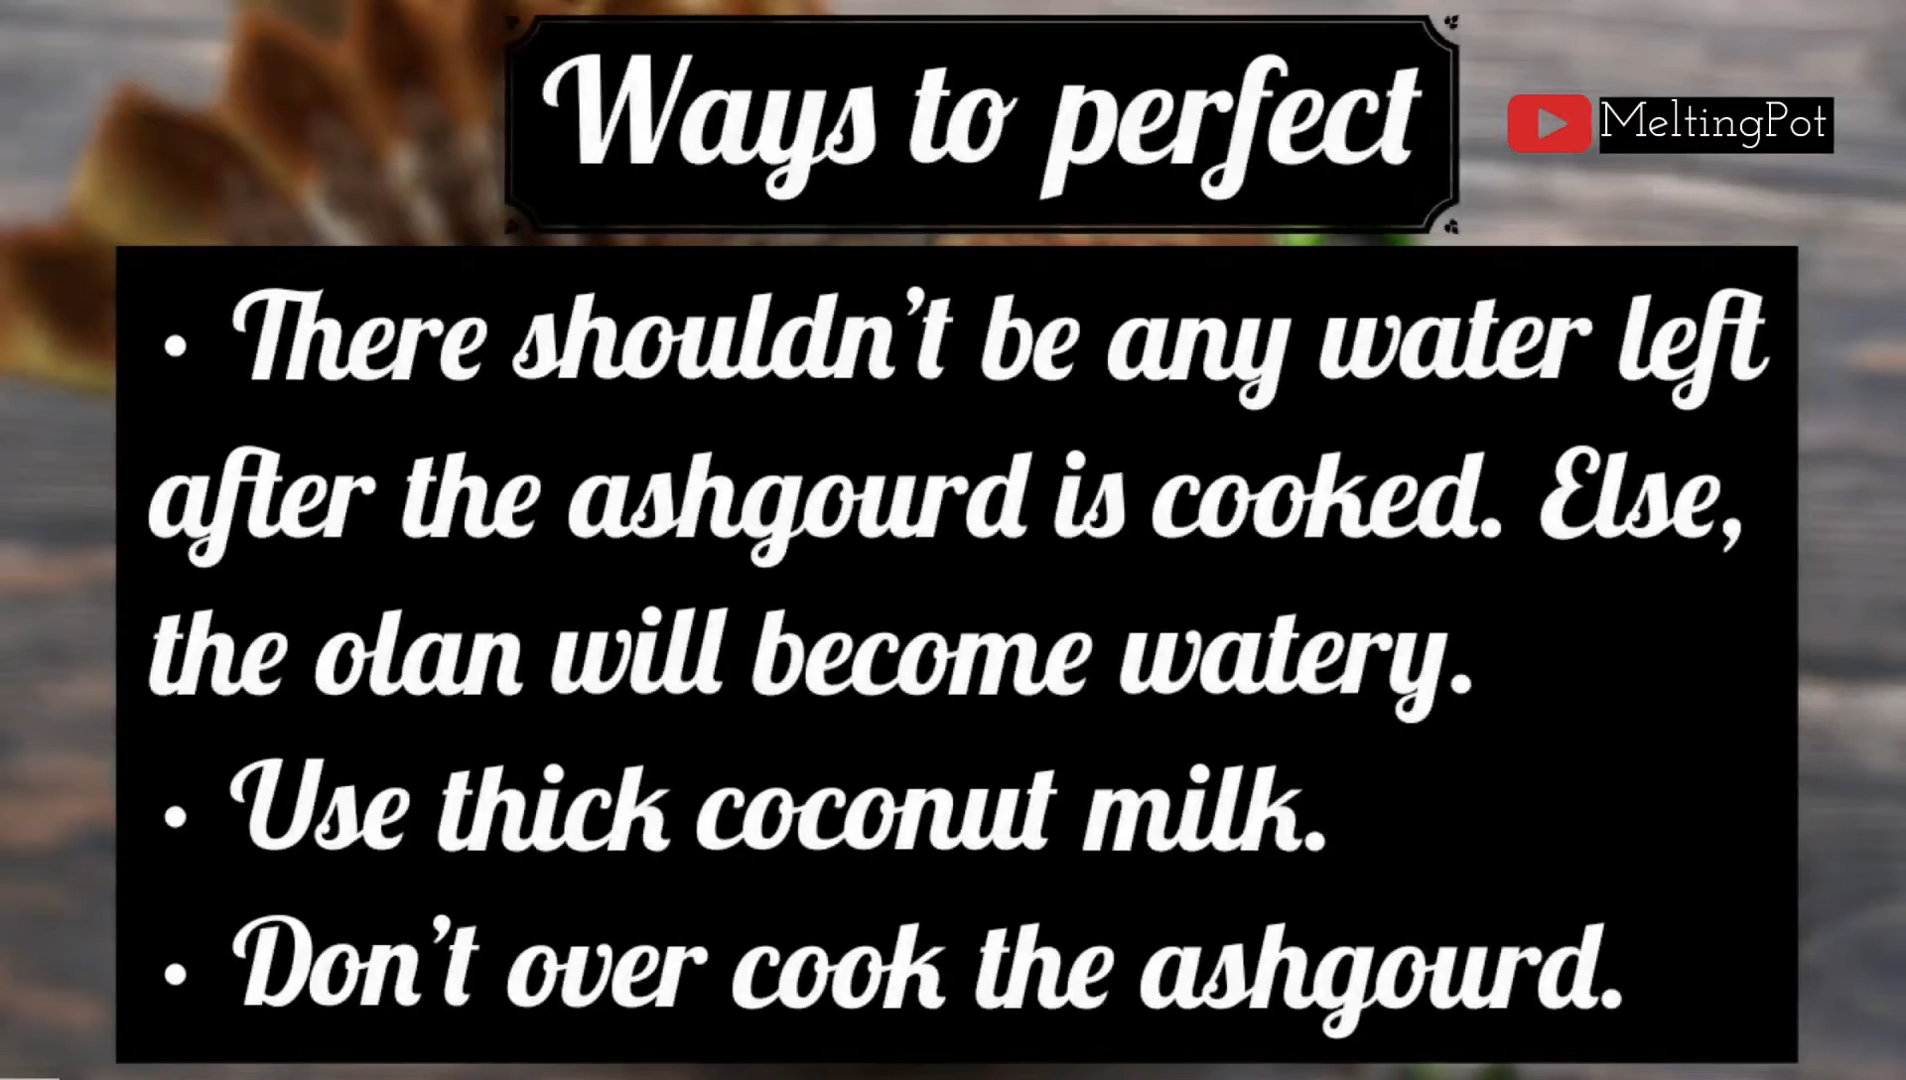 Ways to perfect
MeltingPot
• There shouldn't be any water left
after the ashgourd is cooked. Else,
the olan will become watery.
• Use thick coconut milk.
• Don't over cook the ashgourd.